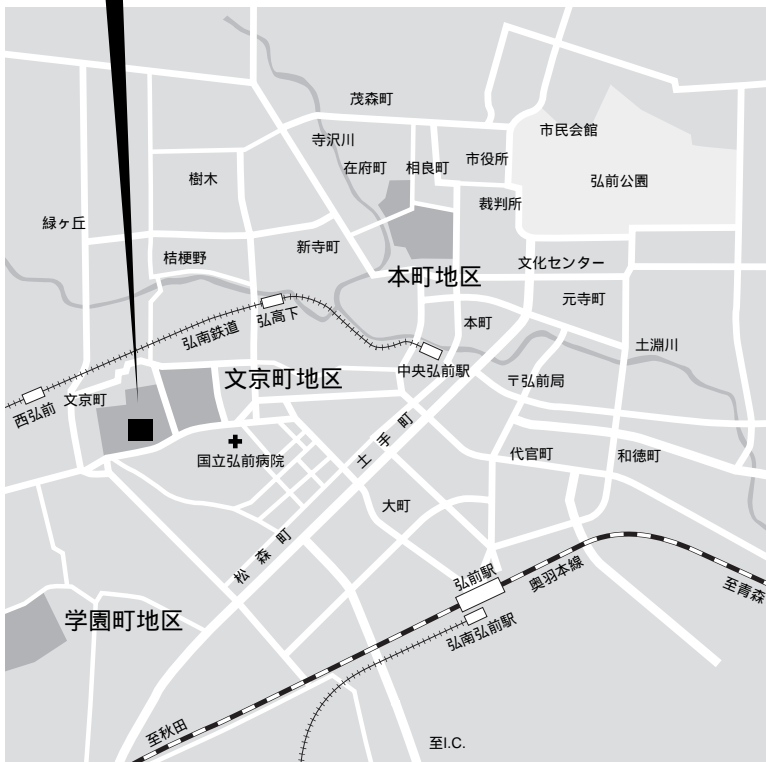 茂森町
寺沢川
市民会館
在府町
相良町
市役所
樹木
弘前公園
裁判所
緑ヶ丘
新寺町
桔梗野
文化センター
本町地区
元寺町
弘高下
本町
弘南鉄道
土淵川
中央弘前駅
文京町地区
〒弘前局
西弘前
文京町
土手町
国立弘前病院
代官町
和徳町
大町
松森町
弘前駅
奥羽本線
至青森
学園町地区
弘南弘前駅
至秋田
至I.C.